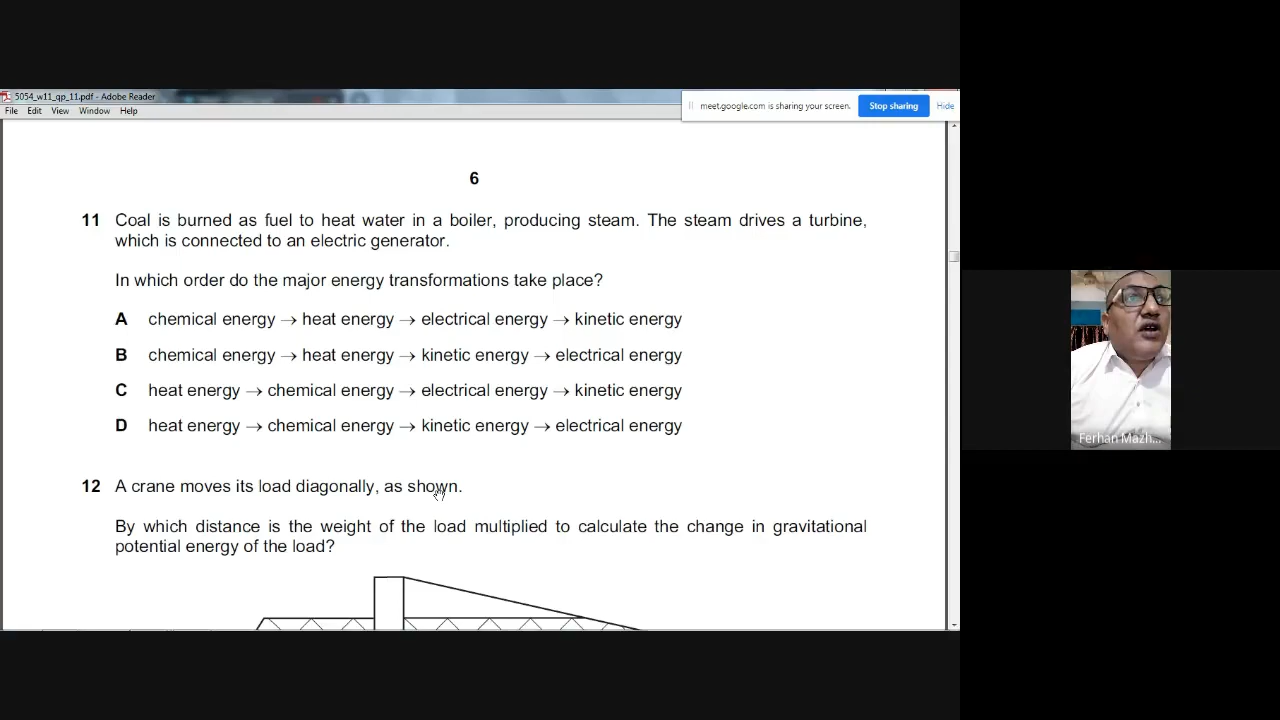 5054_w11_qp_11.pdf - Adobe Reader
File Edit View Window Help
meet.google.com is sharing your screen. Stop sharing Hide
6
11 Coal is burned as fuel to heat water in a boiler, producing steam. The steam drives a turbine,
which is connected to an electric generator.
In which order do the major energy transformations take place?
A chemical energy → heat energy → electrical energy → kinetic energy
B chemical energy → heat energy → kinetic energy → electrical energy
C heat energy → chemical energy → electrical energy → kinetic energy
D heat energy → chemical energy → kinetic energy → electrical energy
12 A crane moves its load diagonally, as shown.
By which distance is the weight of the load multiplied to calculate the change in gravitational
potential energy of the load?
Ferhan Mazh...